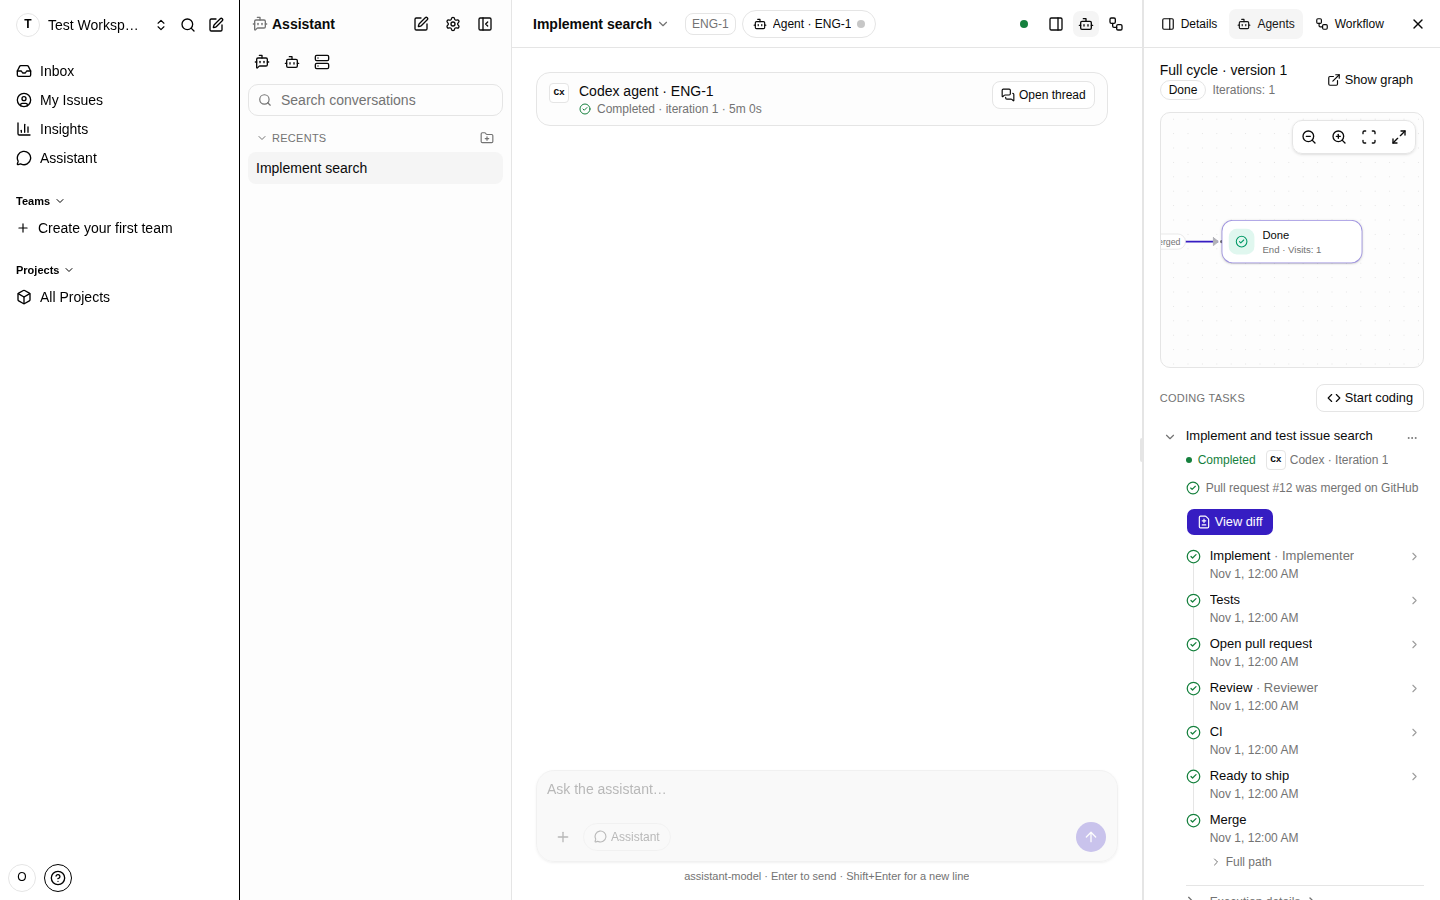 T
Test Worksp…
Inbox
My Issues
Insights
Assistant
Teams
Create your first team
Projects
All Projects
O
Assistant
Search conversations
RECENTS
Implement search
Implement search
ENG-1
Agent · ENG-1
Cx
Codex agent · ENG-1
Completed · iteration 1 · 5m 0s
Open thread
Ask the assistant…
Assistant
assistant-model · Enter to send · Shift+Enter for a new line
Details
Agents
Workflow
Full cycle · version 1
Done
Iterations: 1
Show graph
erged
Done
End · Visits: 1
CODING TASKS
Start coding
Implement and test issue search
Completed
Cx
Codex · Iteration 1
Pull request #12 was merged on GitHub
View diff
Implement · Implementer
Nov 1, 12:00 AM
Tests
Nov 1, 12:00 AM
Open pull request
Nov 1, 12:00 AM
Review · Reviewer
Nov 1, 12:00 AM
CI
Nov 1, 12:00 AM
Ready to ship
Nov 1, 12:00 AM
Merge
Nov 1, 12:00 AM
Full path
Execution details